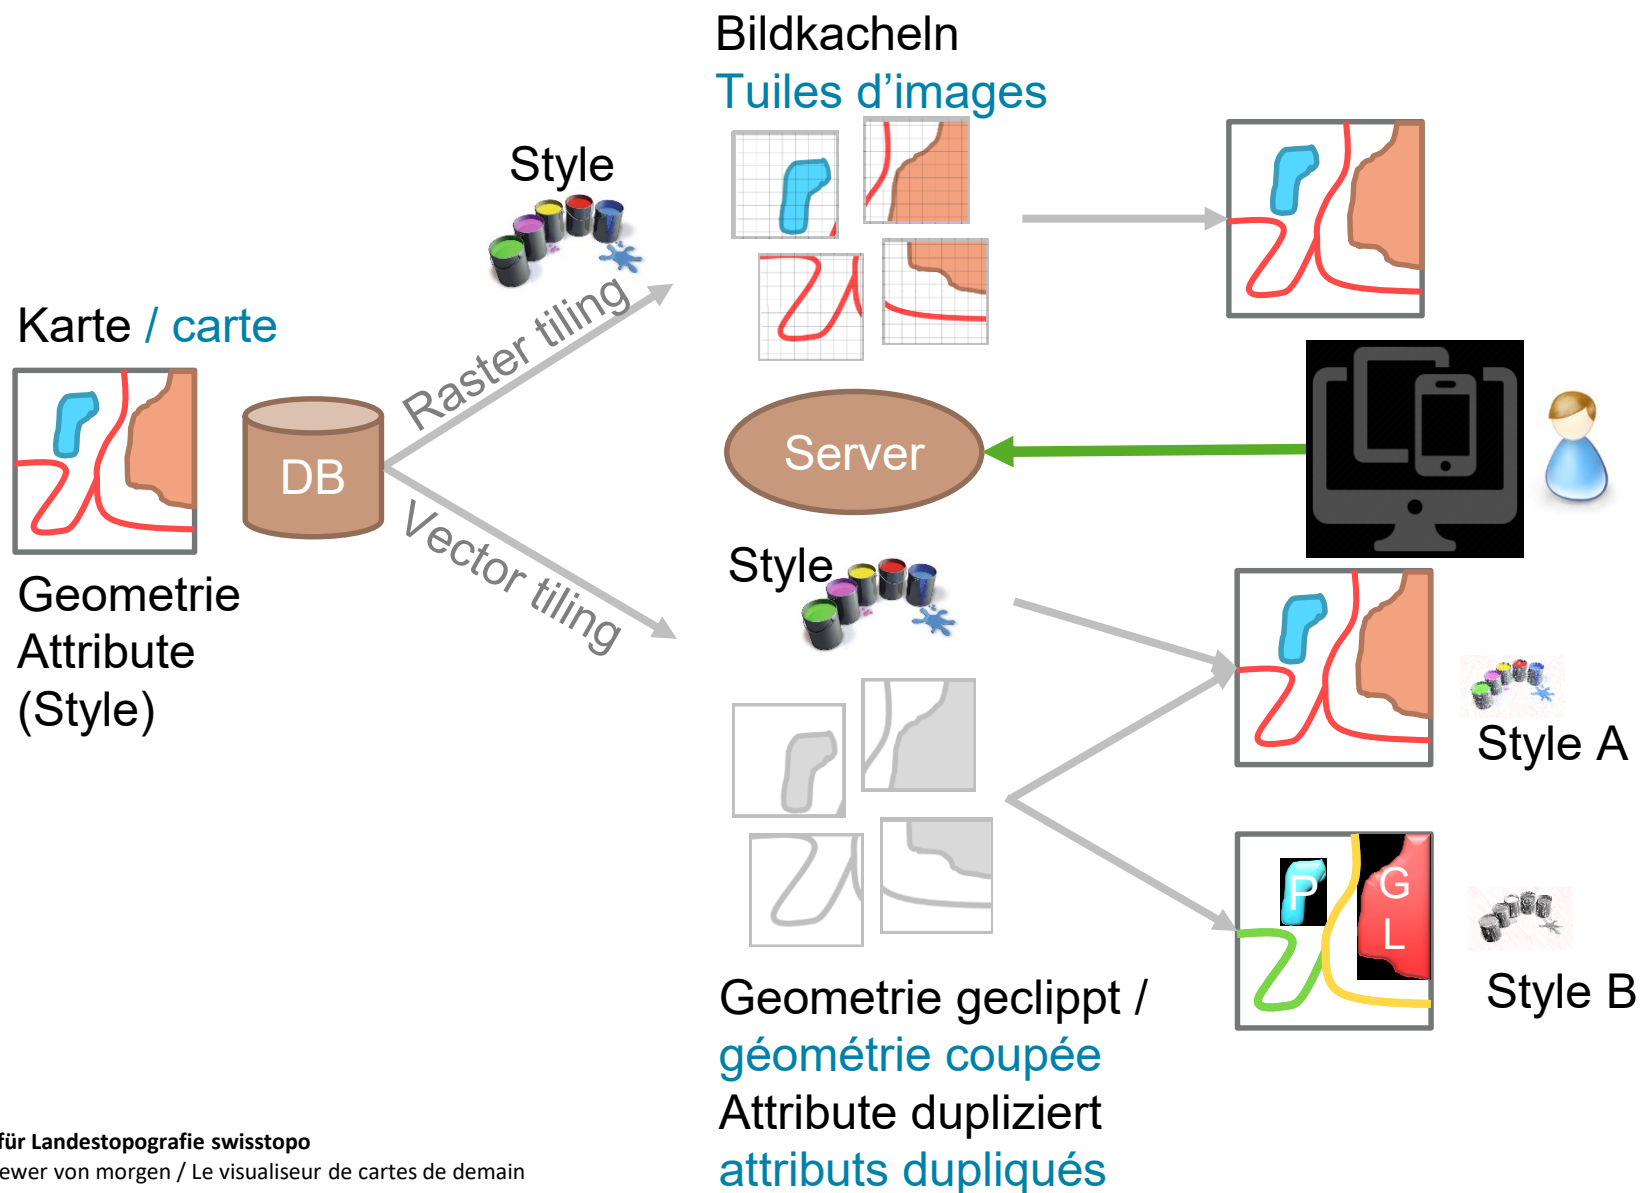 Bildkacheln
Tuiles d’images
Style
Raster tiling
Karte / carte
DB
Server
Vector tiling
Style
Geometrie
Attribute
(Style)
Style A
P
G
L
Style B
Geometrie geclippt /
géométrie coupée
Attribute dupliziert
attributs dupliqués
für Landestopografie swisstopo
ewer von morgen / Le visualiseur de cartes de demain